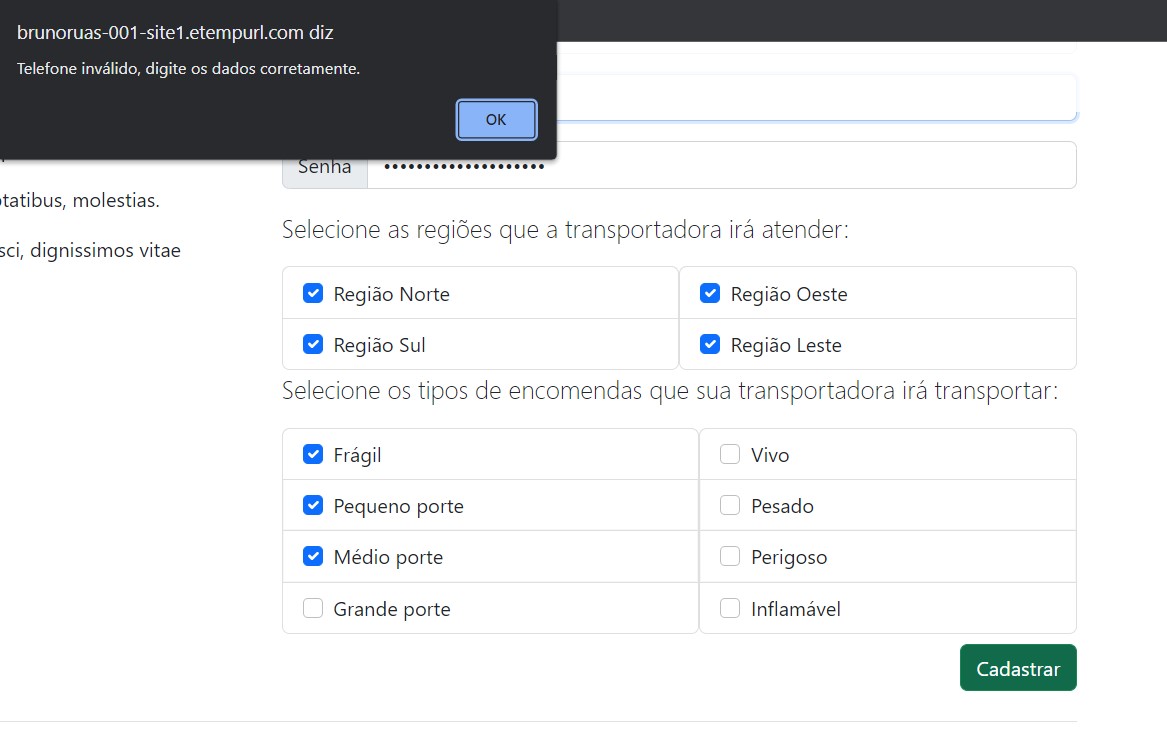 brunoruas-001-site1.etempurl.com diz
Telefone inválido, digite os dados corretamente.
OK
Senha
tatibus, molestias.
sci, dignissimos vitae
Selecione as regiões que a transportadora irá atender:
Região Norte
Região Oeste
Região Sul
Região Leste
Selecione os tipos de encomendas que sua transportadora irá transportar:
Frágil
Vivo
Pequeno porte
Pesado
Médio porte
Perigoso
Grande porte
Inflamável
Cadastrar